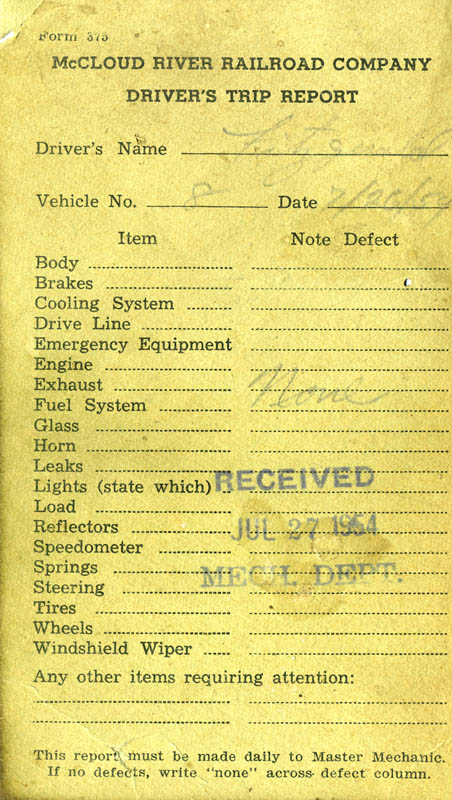 Form 375
McCLOUD RIVER RAILROAD COMPANY
DRIVER'S TRIP REPORT
Driver's Name
Vehicle No. 8 Date
Item Note Defect
Body
Brakes
Cooling System
Drive Line
Emergency Equipment
Engine
Exhaust
None
Fuel System
Glass
Horn
Leaks
Lights (state which)
RECEIVED
Load
Reflectors
JUL 27 1954
Speedometer
Springs
MECH. DEPT.
Steering
Tires
Wheels
Windshield Wiper
Any other items requiring attention:
This report must be made daily to Master Mechanic.
If no defects, write "none" across defect column.